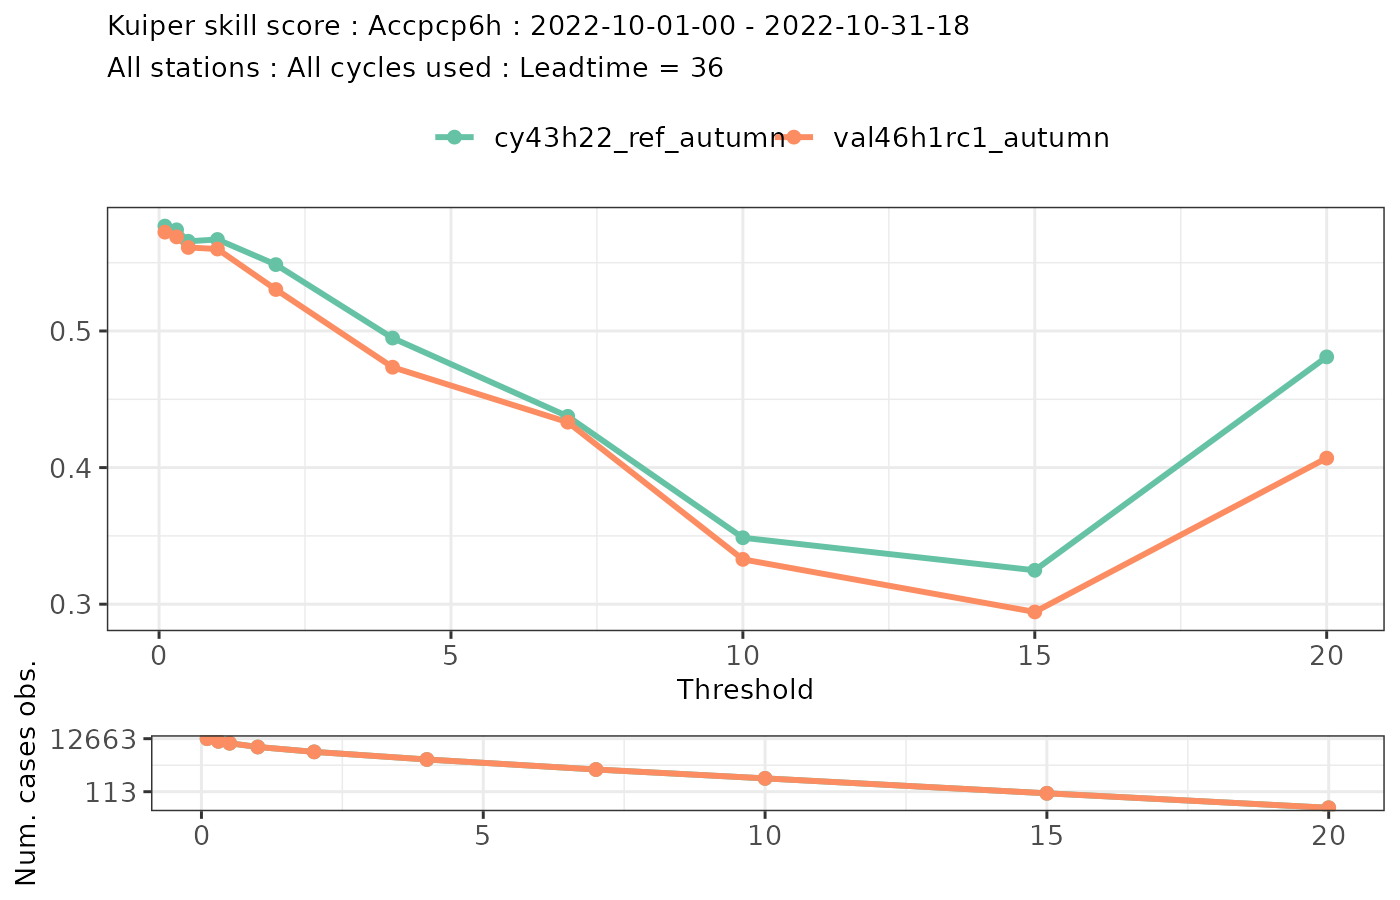 Kuiper skill score : Accpcp6h : 2022-10-01-00 - 2022-10-31-18
All stations : All cycles used : Leadtime = 36
cy43h22_ref_autumn val46h1rc1_autumn
0.5
0.4
0.3
0 5 10 15 20
Threshold
Num. cases obs.
12663
113
0 5 10 15 20